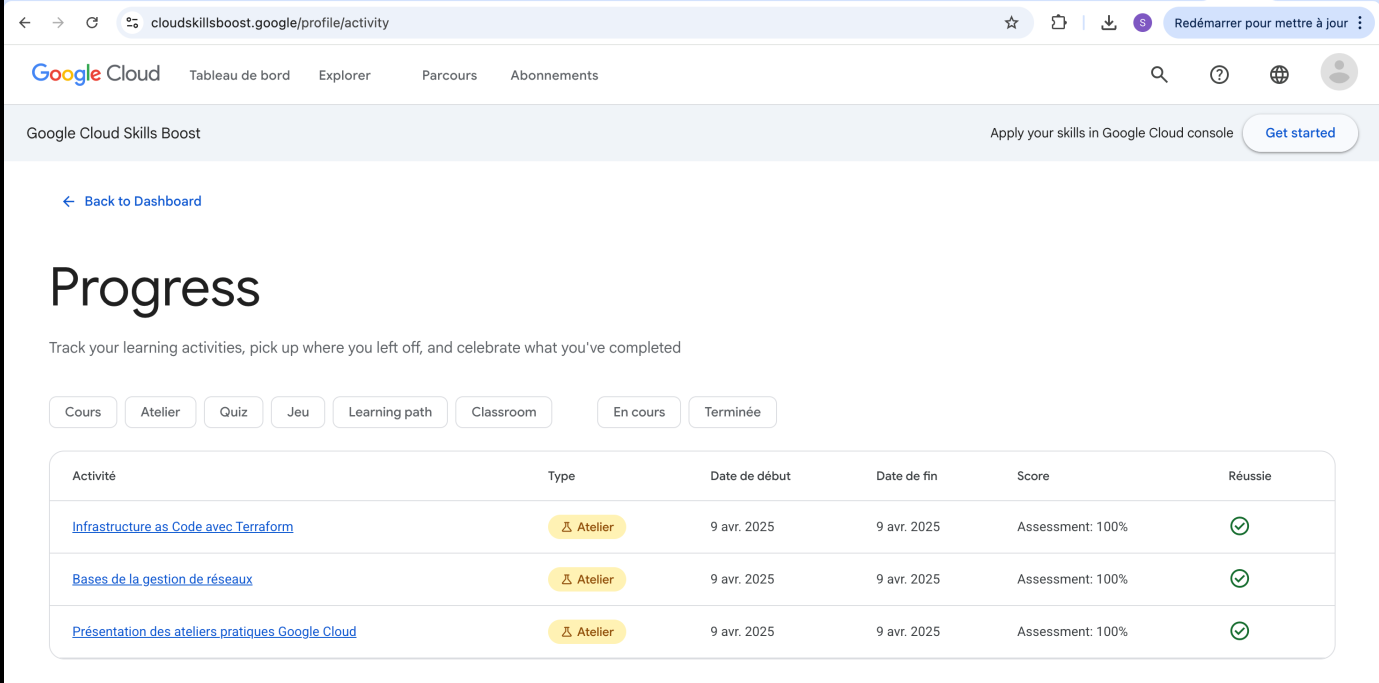 cloudskillsboost.google/profile/activity
S
Redémarrer pour mettre à jour
Google Cloud Tableau de bord Explorer Parcours Abonnements
Google Cloud Skills Boost Apply your skills in Google Cloud console Get started
Back to Dashboard
Progress
Track your learning activities, pick up where you left off, and celebrate what you've completed
Cours Atelier Quiz Jeu Learning path Classroom En cours Terminée
Activité Type Date de début Date de fin Score Réussie
Infrastructure as Code avec Terraform Atelier 9 avr. 2025 9 avr. 2025 Assessment: 100%
Bases de la gestion de réseaux Atelier 9 avr. 2025 9 avr. 2025 Assessment: 100%
Présentation des ateliers pratiques Google Cloud Atelier 9 avr. 2025 9 avr. 2025 Assessment: 100%